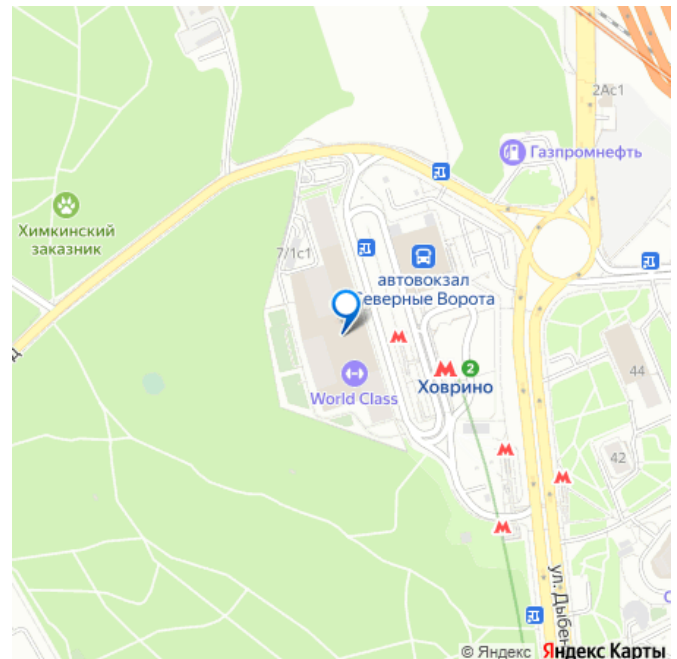 2Ас1
Газпромнефть
Химкинский
заказник
7/1с1
автовокзал
Северные Ворота
World Class
М
2
Ховрино
44
42
ул. Дыбен
© Яндекс Яндекс Карты